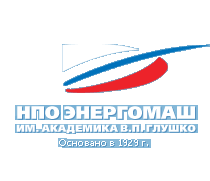 НПО ЭНЕРГОМАШ
ИМ. АКАДЕМИКА В.П.ГЛУШКО
Основано в 1929 г.